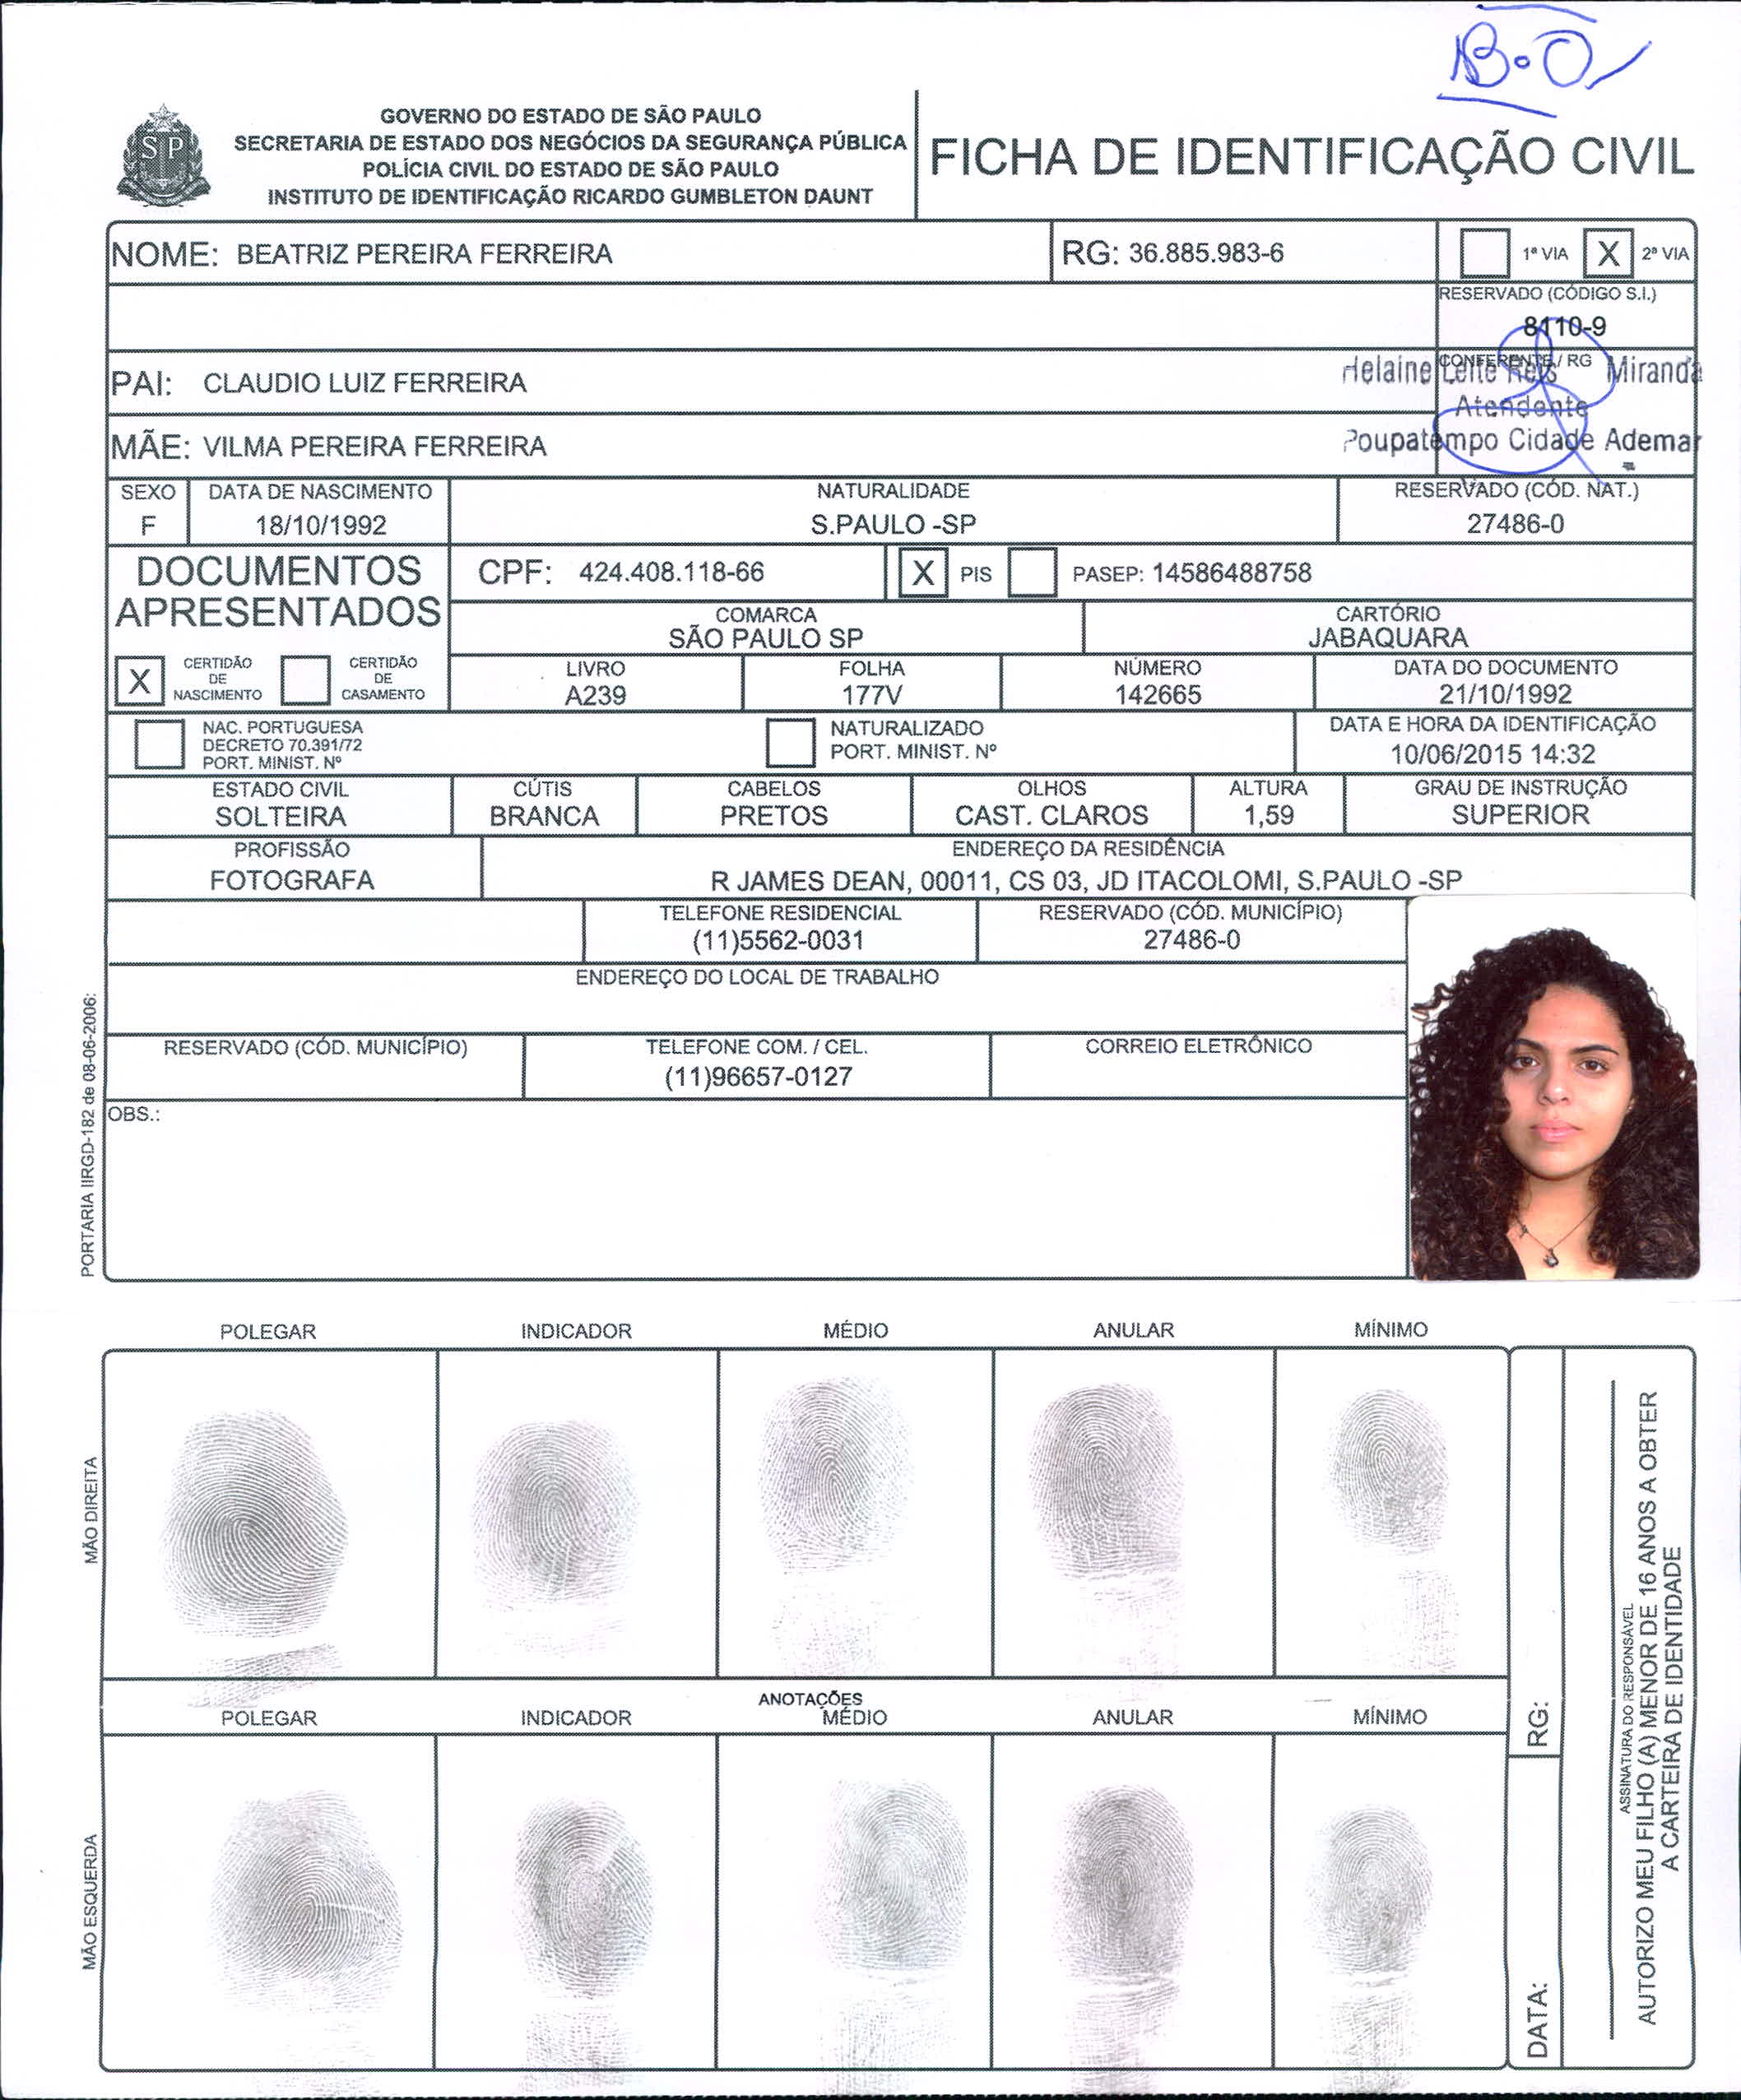 B.O
SP
GOVERNO DO ESTADO DE SÃO PAULO
SECRETARIA DE ESTADO DOS NEGÓCIOS DA SEGURANÇA PÚBLICA
POLÍCIA CIVIL DO ESTADO DE SÃO PAULO
INSTITUTO DE IDENTIFICAÇÃO RICARDO GUMBLETON DAUNT
FICHA DE IDENTIFICAÇÃO CIVIL
NOME: BEATRIZ PEREIRA FERREIRA
RG: 36.885.983-6
1ª VIA X 2ª VIA
RESERVADO (CÓDIGO S.I.)
8110-9
PAI: CLAUDIO LUIZ FERREIRA
CONFERENTE / RG
Helaine Leite Reis Miranda
Atendente
Poupatempo Cidade Ademar
MÃE: VILMA PEREIRA FERREIRA
SEXO
F
DATA DE NASCIMENTO
18/10/1992
NATURALIDADE
S.PAULO -SP
RESERVADO (CÓD. NAT.)
27486-0
DOCUMENTOS
APRESENTADOS
CPF: 424.408.118-66
X PIS
PASEP: 14586488758
COMARCA
SÃO PAULO SP
CARTÓRIO
JABAQUARA
X CERTIDÃO
DE
NASCIMENTO
CERTIDÃO
DE
CASAMENTO
LIVRO
A239
FOLHA
177V
NÚMERO
142665
DATA DO DOCUMENTO
21/10/1992
NAC. PORTUGUESA
DECRETO 70.391/72
PORT. MINIST. Nº
NATURALIZADO
PORT. MINIST. Nº
DATA E HORA DA IDENTIFICAÇÃO
10/06/2015 14:32
ESTADO CIVIL
SOLTEIRA
CÚTIS
BRANCA
CABELOS
PRETOS
OLHOS
CAST. CLAROS
ALTURA
1,59
GRAU DE INSTRUÇÃO
SUPERIOR
PROFISSÃO
FOTOGRAFA
ENDEREÇO DA RESIDÊNCIA
R JAMES DEAN, 00011, CS 03, JD ITACOLOMI, S.PAULO -SP
TELEFONE RESIDENCIAL
(11)5562-0031
RESERVADO (CÓD. MUNICÍPIO)
27486-0
ENDEREÇO DO LOCAL DE TRABALHO
RESERVADO (CÓD. MUNICÍPIO)
TELEFONE COM. / CEL.
(11)96657-0127
CORREIO ELETRÔNICO
OBS.:
PORTARIA IIRGD-182 de 08-06-2006:
POLEGAR INDICADOR MÉDIO ANULAR MÍNIMO
MÃO DIREITA
ANOTAÇÕES
POLEGAR INDICADOR MÉDIO ANULAR MÍNIMO
MÃO ESQUERDA
RG:
DATA:
ASSINATURA DO RESPONSÁVEL
AUTORIZO MEU FILHO (A) MENOR DE 16 ANOS A OBTER
A CARTEIRA DE IDENTIDADE